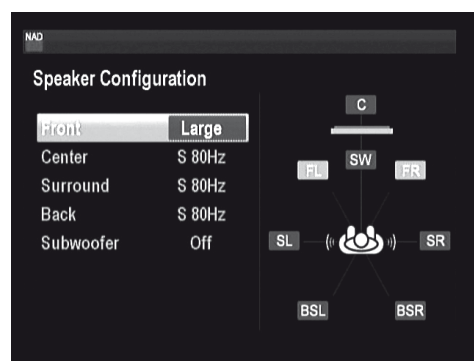 NAD
Speaker Configuration
Front Large
Center S 80Hz
Surround S 80Hz
Back S 80Hz
Subwoofer Off
C
FL SW FR
SL SR
BSL BSR